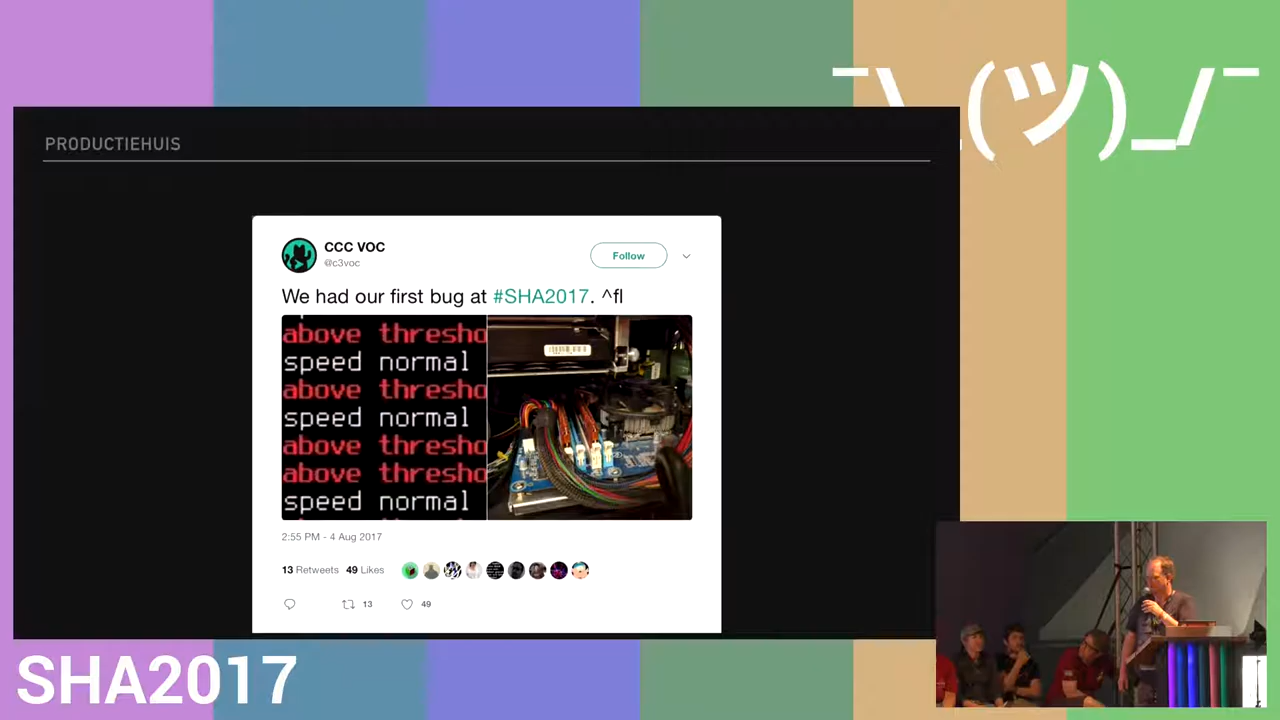 ¯\_(ツ)_/¯
PRODUCTIEHUIS
CCC VOC
@c3voc
Follow
We had our first bug at #SHA2017. ^fl
above thresho
speed normal
above thresho
speed normal
above thresho
above thresho
speed normal
2:55 PM - 4 Aug 2017
13 Retweets 49 Likes
13
49
SHA2017